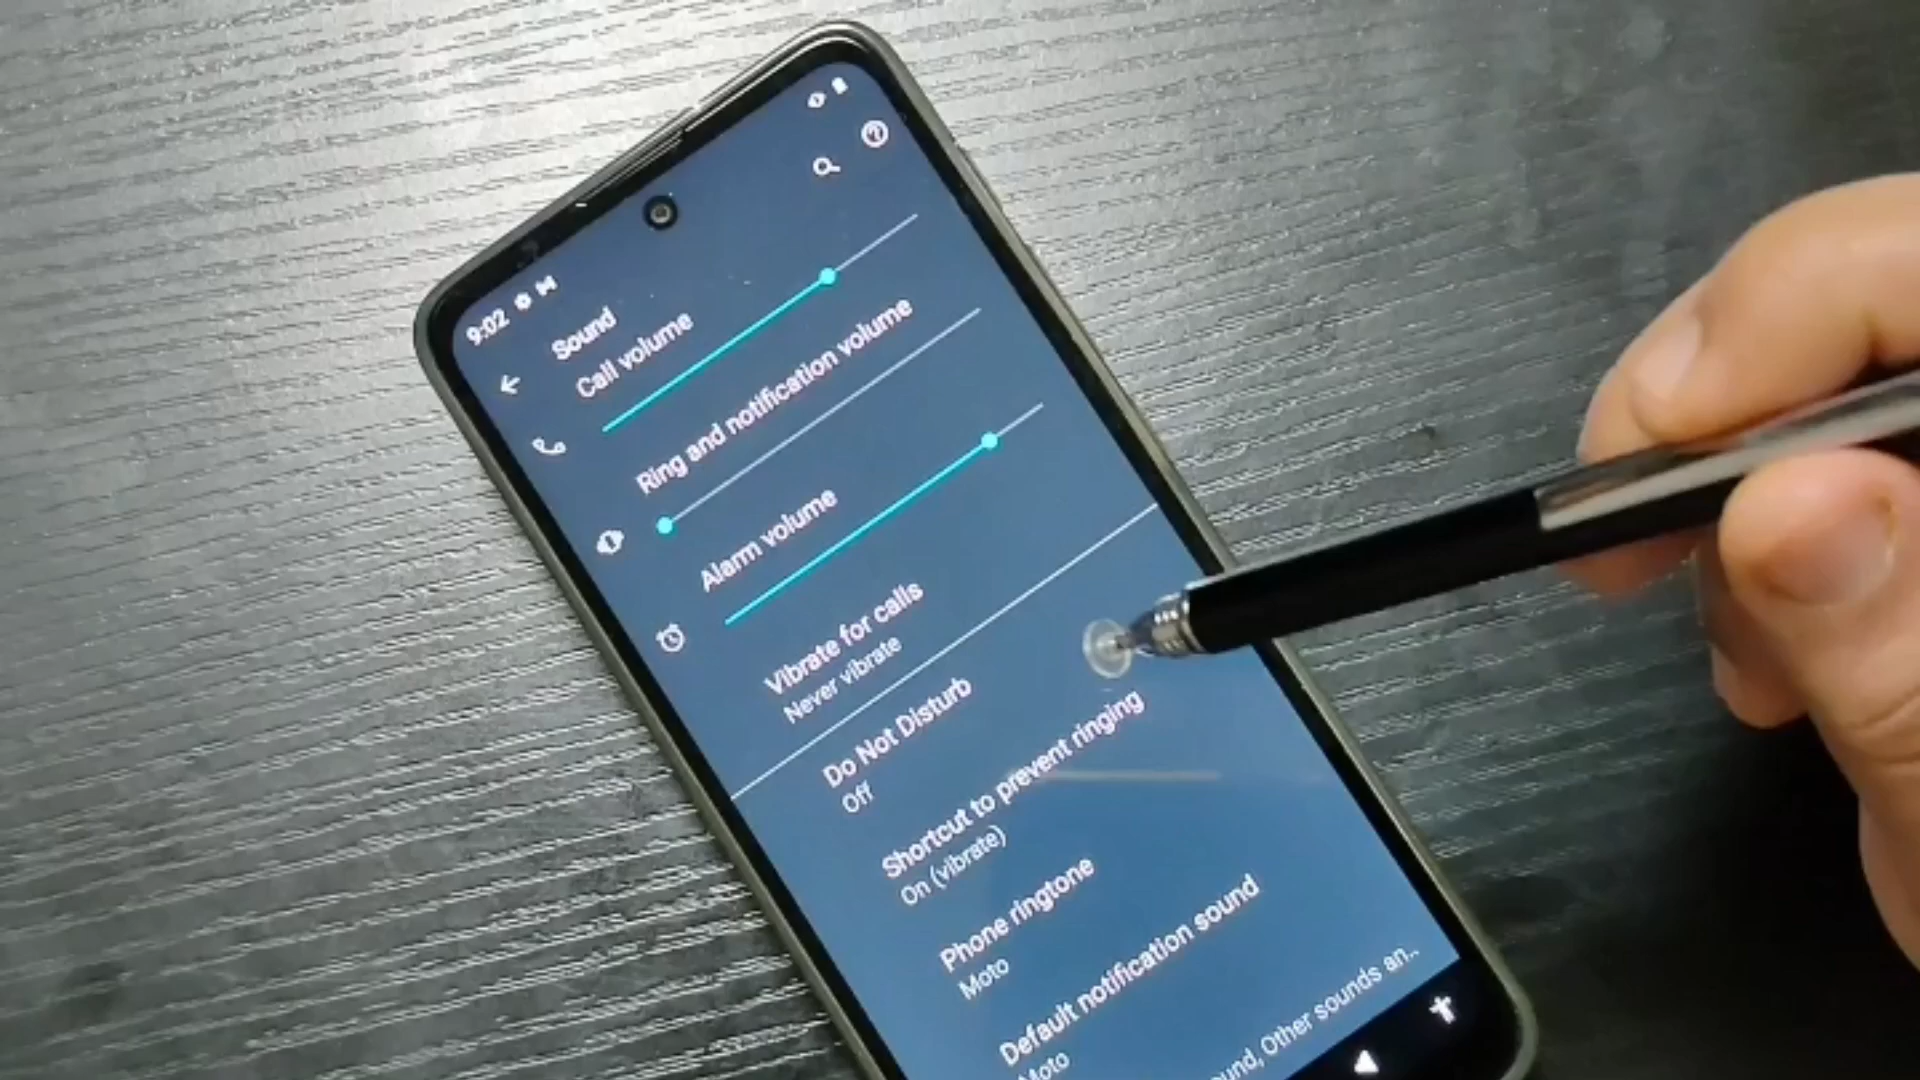 9:02
Sound
Call volume
Ring and notification volume
Alarm volume
Vibrate for calls
Never vibrate
Do Not Disturb
Off
Shortcut to prevent ringing
On (vibrate)
Phone ringtone
Moto
Default notification sound
Moto
Other sounds an..